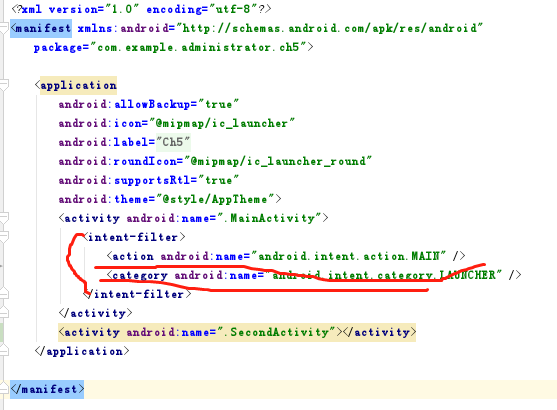 <?xml version="1.0" encoding="utf-8"?>
<manifest xmlns:android="http://schemas.android.com/apk/res/android"
package="com.example.administrator.ch5">
<application
android:allowBackup="true"
android:icon="@mipmap/ic_launcher"
android:label="Ch5"
android:roundIcon="@mipmap/ic_launcher_round"
android:supportsRtl="true"
android:theme="@style/AppTheme">
<activity android:name=".MainActivity">
<intent-filter>
<action android:name="android.intent.action.MAIN" />
<category android:name="android.intent.category.LAUNCHER" />
</intent-filter>
</activity>
<activity android:name=".SecondActivity"></activity>
</application>
</manifest>